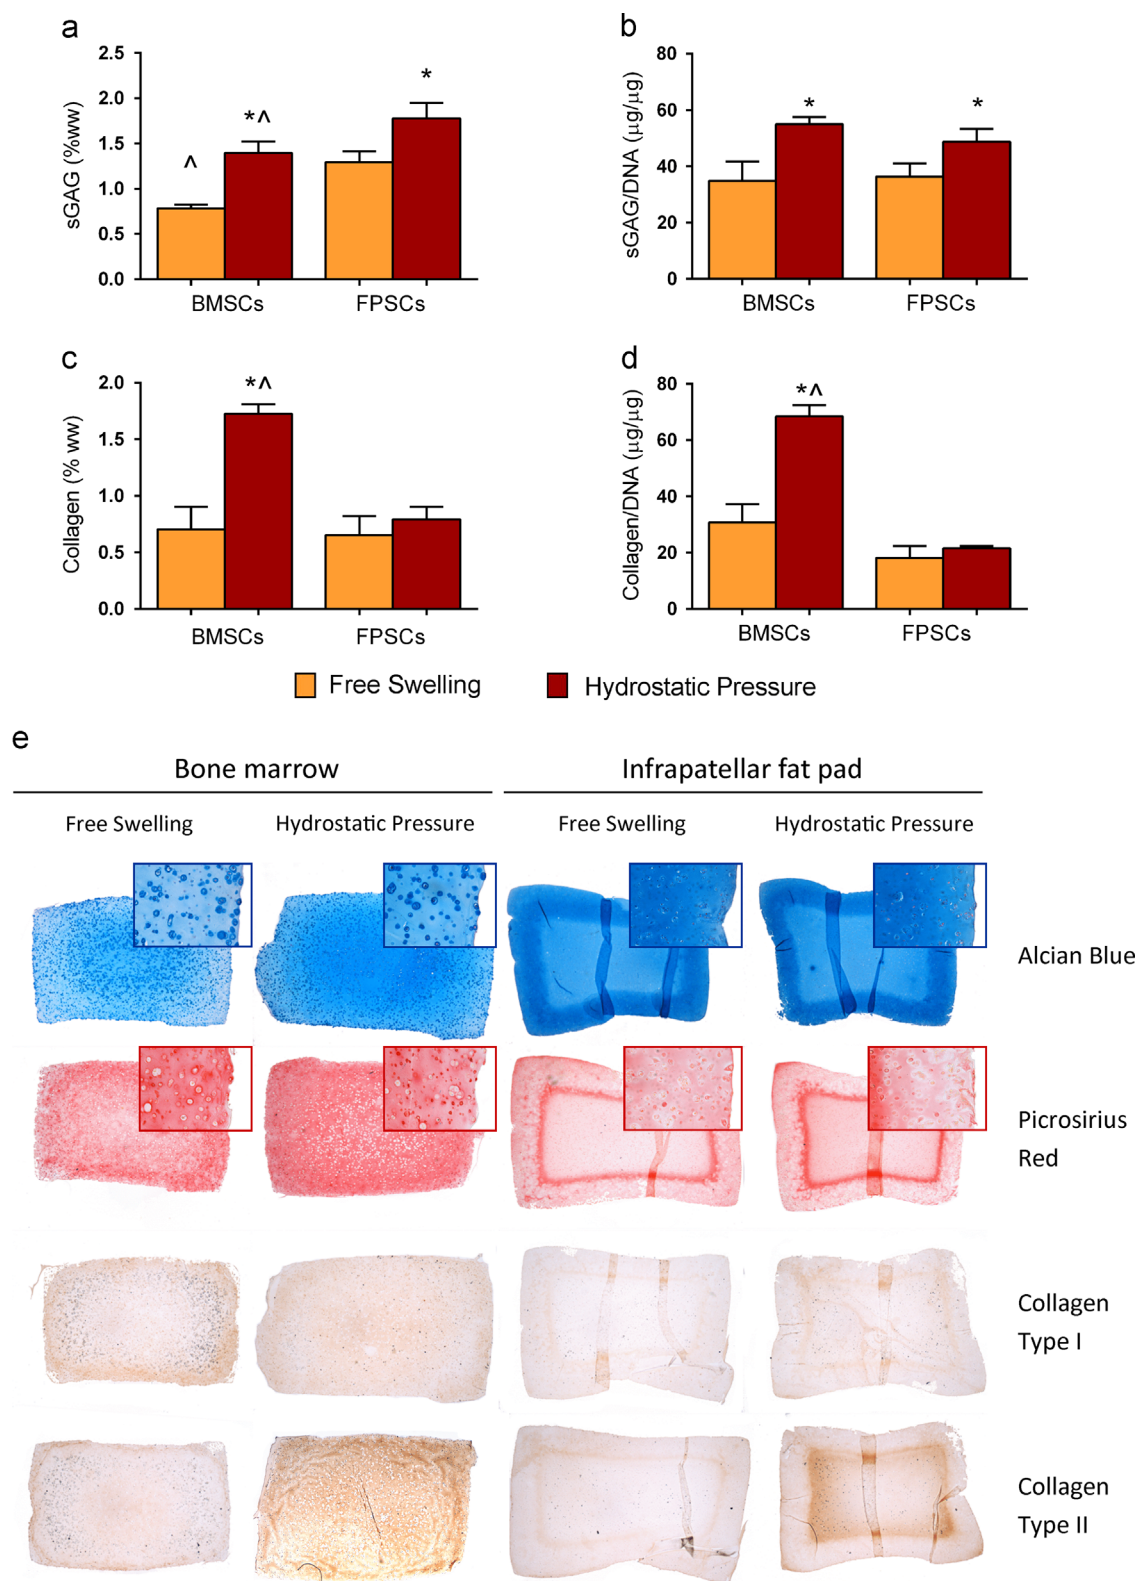 a
sGAG (%ww)
2.5
2.0
1.5
1.0
0.5
0.0
^
*^
*
BMSCs
FPSCs
b
sGAG/DNA (μg/μg)
80
60
40
20
0
*
*
BMSCs
FPSCs
c
Collagen (% ww)
2.0
1.5
1.0
0.5
0.0
*^
BMSCs
FPSCs
d
Collagen/DNA (μg/μg)
80
60
40
20
0
*^
BMSCs
FPSCs
Free Swelling
Hydrostatic Pressure
e
Bone marrow
Infrapatellar fat pad
Free Swelling
Hydrostatic Pressure
Free Swelling
Hydrostatic Pressure
Alcian Blue
Picrosirius
Red
Collagen
Type I
Collagen
Type II